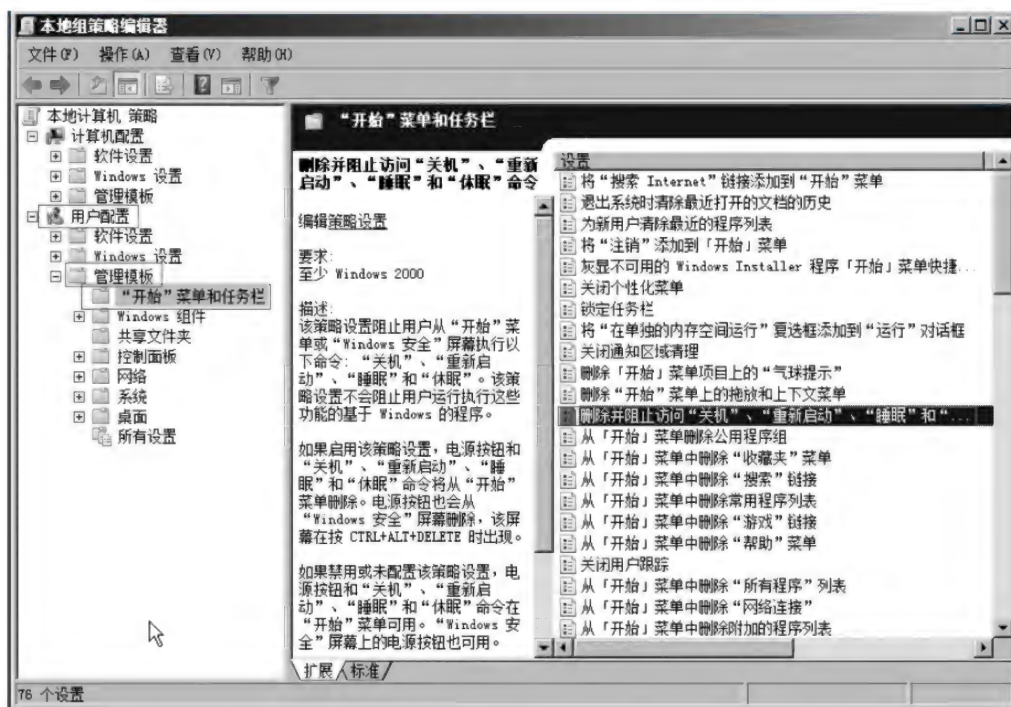 本地组策略编辑器
文件(F) 操作(A) 查看(V) 帮助(H)
本地计算机 策略
计算机配置
软件设置
Windows 设置
管理模板
用户配置
软件设置
Windows 设置
管理模板
“开始”菜单和任务栏
Windows 组件
共享文件夹
控制面板
网络
系统
桌面
所有设置
“开始”菜单和任务栏
删除并阻止访问“关机”、“重新
启动”、“睡眠”和“休眠”命令
编辑策略设置
要求:
至少 Windows 2000
描述:
该策略设置阻止用户从“开始”菜
单或“Windows 安全”屏幕执行以
下命令: “关机”、“重新启
动”、“睡眠”和“休眠”。该策
略设置不会阻止用户运行执行这些
功能的基于 Windows 的程序。
如果启用该策略设置，电源按钮和
“关机”、“重新启动”、“睡
眠”和“休眠”命令将从“开始”
菜单删除。电源按钮也会从
“Windows 安全”屏幕删除，该屏
幕在按 CTRL+ALT+DELETE 时出现。
如果禁用或未配置该策略设置，电
源按钮和“关机”、“重新启
动”、“睡眠”和“休眠”命令在
“开始”菜单可用。“Windows 安
全”屏幕上的电源按钮也可用。
设置
将“搜索 Internet”链接添加到“开始”菜单
退出系统时清除最近打开的文档的历史
为新用户清除最近的程序列表
将“注销”添加到「开始」菜单
灰显不可用的 Windows Installer 程序「开始」菜单快捷...
关闭个性化菜单
锁定任务栏
将“在单独的内存空间运行”复选框添加到“运行”对话框
关闭通知区域清理
删除「开始」菜单项目上的“气球提示”
删除“开始”菜单上的拖放和上下文菜单
删除并阻止访问“关机”、“重新启动”、“睡眠”和“...
从「开始」菜单删除公用程序组
从「开始」菜单中删除“收藏夹”菜单
从「开始」菜单中删除“搜索”链接
从「开始」菜单中删除常用程序列表
从「开始」菜单中删除“游戏”链接
从「开始」菜单中删除“帮助”菜单
关闭用户跟踪
从「开始」菜单中删除“所有程序”列表
从「开始」菜单中删除“网络连接”
从「开始」菜单中删除附加的程序列表
扩展 标准
76 个设置